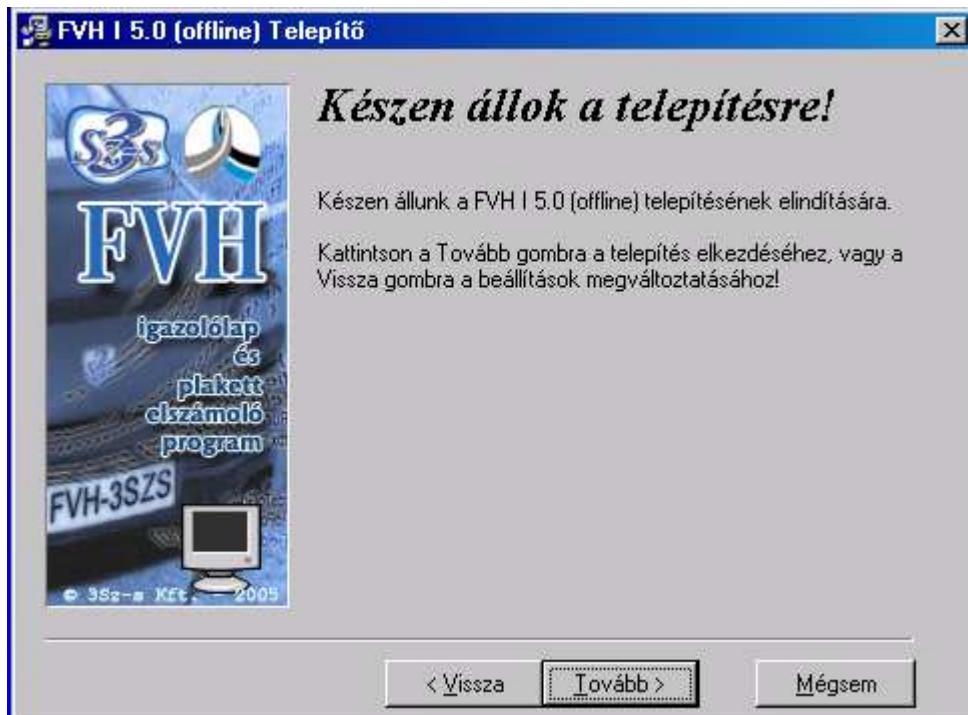 FVH I 5.0 (offline) Telepítő
3
Sz-s
FVH
igazolólap
és
plakett
elszámoló
program
FVH-3SZS
© 3Sz-s Kft. - 2005
Készen állok a telepítésre!
Készen állunk a FVH I 5.0 (offline) telepítésének elindítására.
Kattintson a Tovább gombra a telepítés elkezdéséhez, vagy a
Vissza gombra a beállítások megváltoztatásához!
< Vissza
Tovább >
Mégsem